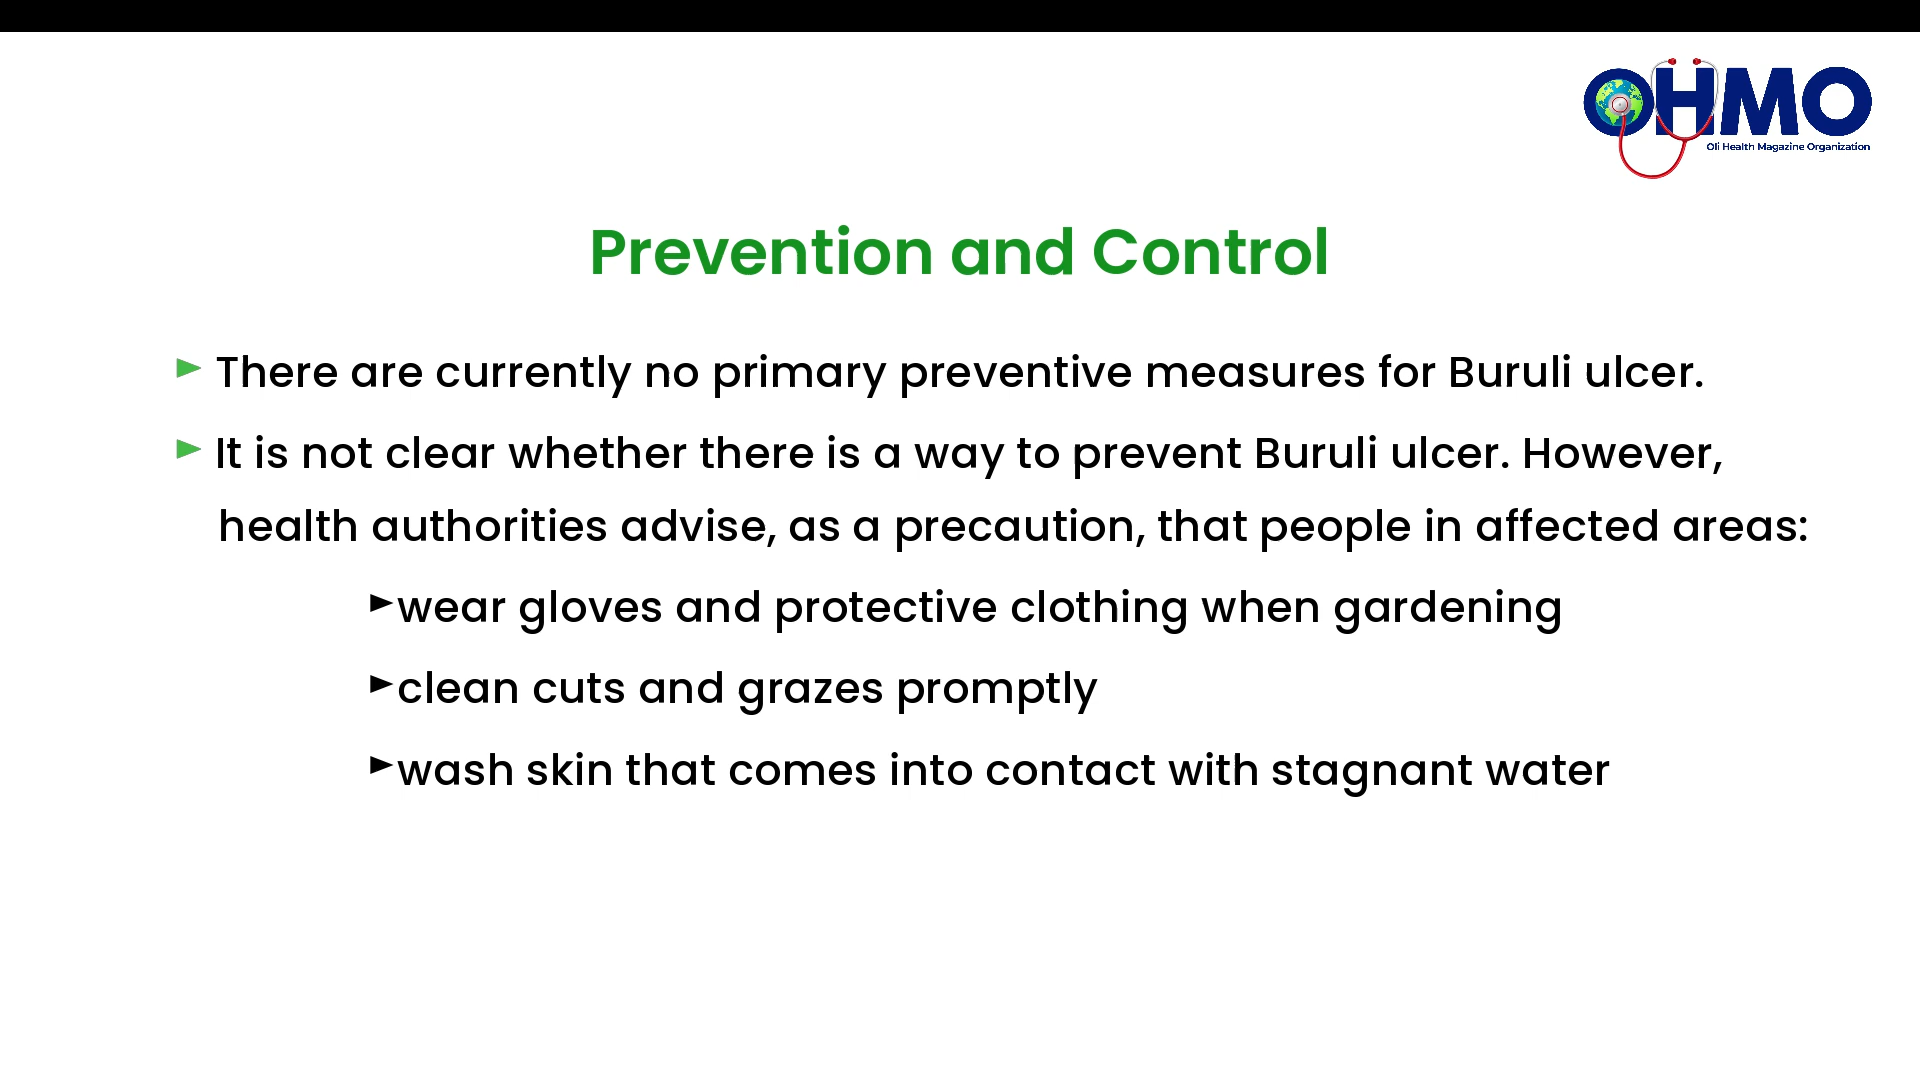 OHMO
Oli Health Magazine Organization
Prevention and Control
► There are currently no primary preventive measures for Buruli ulcer.
► It is not clear whether there is a way to prevent Buruli ulcer. However,
health authorities advise, as a precaution, that people in affected areas:
►wear gloves and protective clothing when gardening
►clean cuts and grazes promptly
►wash skin that comes into contact with stagnant water